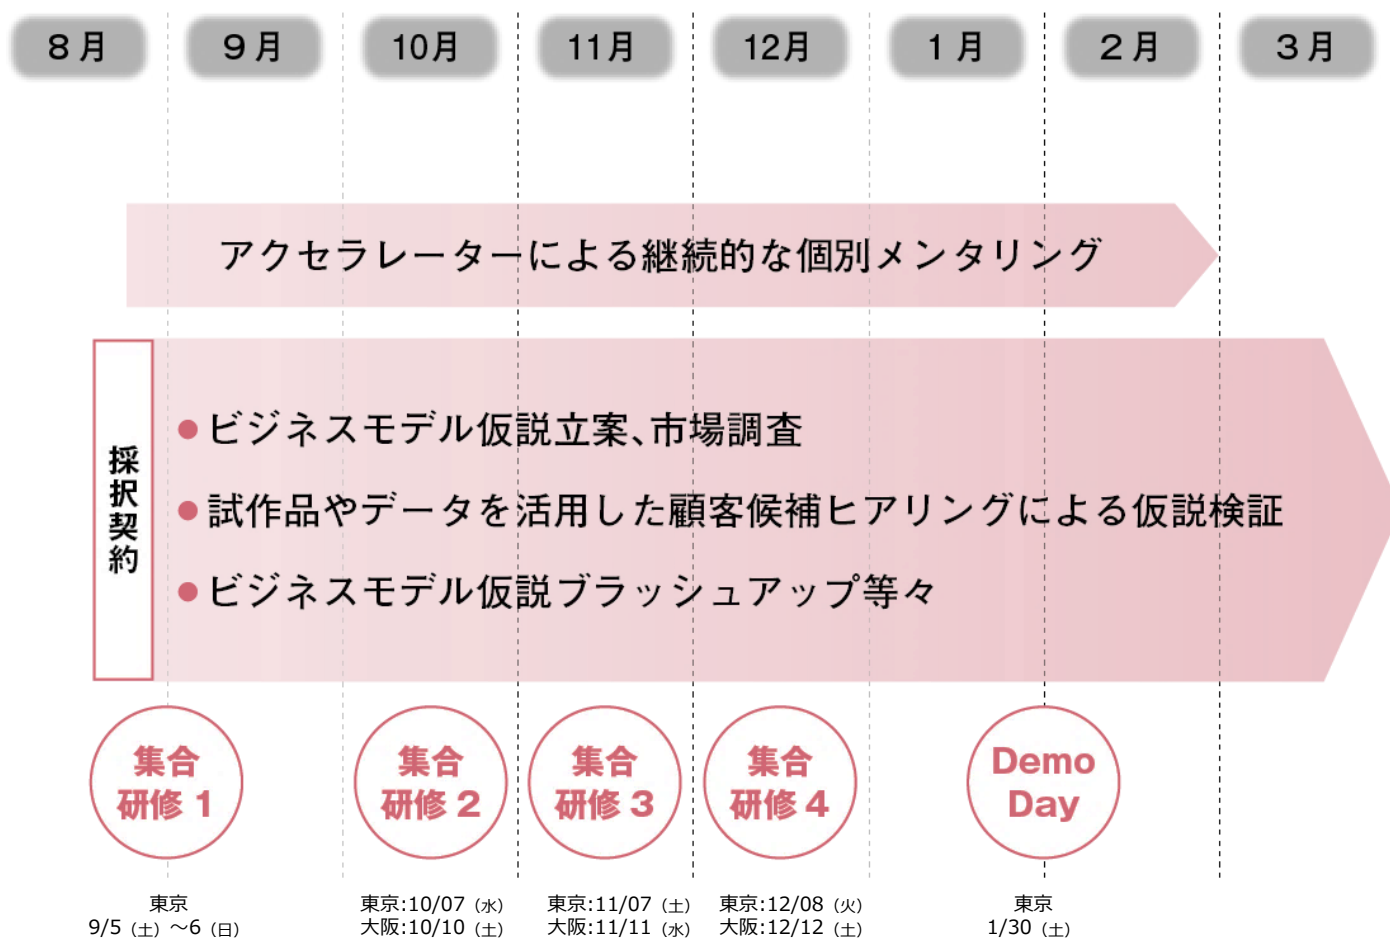 8月 9月 10月 11月 12月 1月 2月 3月
アクセラレーターによる継続的な個別メンタリング
採択契約
●ビジネスモデル仮説立案、市場調査
●試作品やデータを活用した顧客候補ヒアリングによる仮説検証
●ビジネスモデル仮説ブラッシュアップ等々
集合
研修 1
集合
研修 2
集合
研修 3
集合
研修 4
Demo
Day
東京
9/5（土）～6（日）
東京:10/07（水）
大阪:10/10（土）
東京:11/07（土）
大阪:11/11（水）
東京:12/08（火）
大阪:12/12（土）
東京
1/30（土）